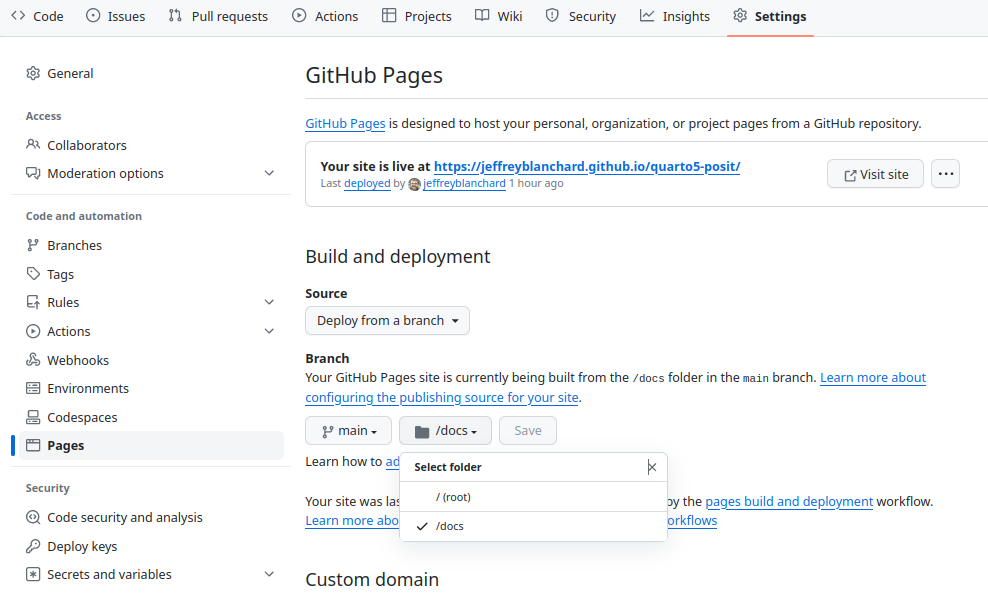 Code Issues Pull requests Actions Projects Wiki Security Insights Settings
General
Access
Collaborators
Moderation options
Code and automation
Branches
Tags
Rules
Actions
Webhooks
Environments
Codespaces
Pages
Security
Code security and analysis
Deploy keys
Secrets and variables
GitHub Pages
GitHub Pages is designed to host your personal, organization, or project pages from a GitHub repository.
Your site is live at https://jeffreyblanchard.github.io/quarto5-posit/
Last deployed by jeffreyblanchard 1 hour ago
Visit site
Build and deployment
Source
Deploy from a branch
Branch
Your GitHub Pages site is currently being built from the /docs folder in the main branch. Learn more about
configuring the publishing source for your site.
main /docs Save
Learn how to
Select folder
/ (root)
/docs
Your site was by the pages build and deployment workflow.
Learn more
Custom domain